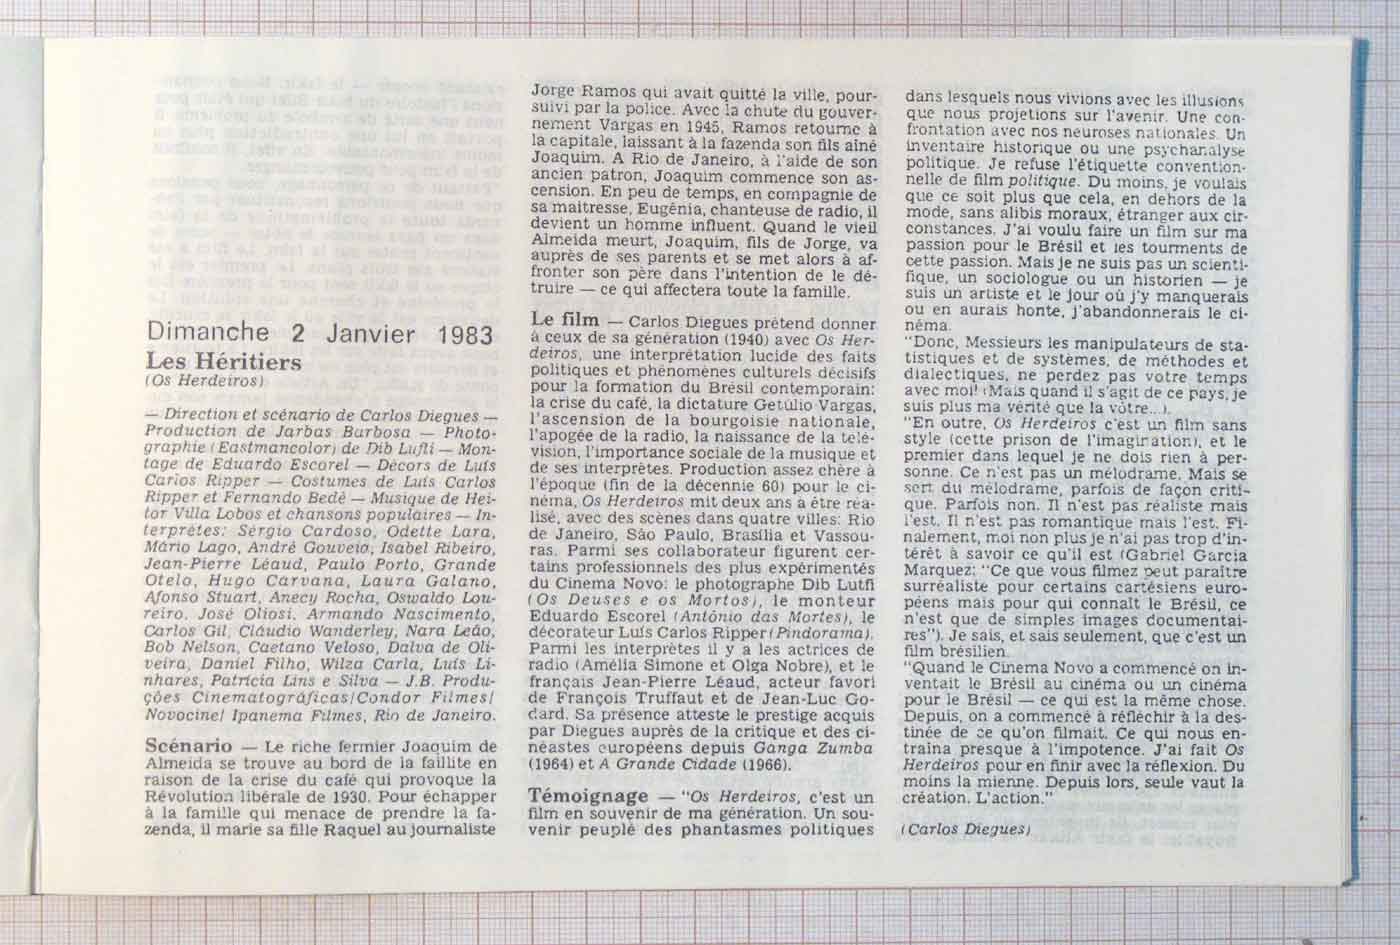 Dimanche 2 Janvier 1983
Les Héritiers
(Os Herdeiros)
— Direction et scénario de Carlos Diegues —
Production de Jarbas Barbosa — Photo-
graphie (Eastmancolor) de Dib Lufti — Mon-
tage de Eduardo Escorel — Décors de Luís
Carlos Ripper — Costumes de Luís Carlos
Ripper et Fernando Bedê — Musique de Hei-
tor Villa Lobos et chansons populaires — In-
terprètes: Sérgio Cardoso, Odette Lara,
Mário Lago, André Gouveia, Isabel Ribeiro,
Jean-Pierre Léaud, Paulo Porto, Grande
Otelo, Hugo Carvana, Laura Galano,
Afonso Stuart, Anecy Rocha, Oswaldo Lou-
reiro, José Oliosi, Armando Nascimento,
Carlos Gil, Cláudio Wanderley, Nara Leão,
Bob Nelson, Caetano Veloso, Dalva de Oli-
veira, Daniel Filho, Wilza Carla, Luís Li-
nhares, Patrícia Lins e Silva — J.B. Produ-
ções Cinematográficas/Condor Filmes/
Novocine/ Ipanema Filmes, Rio de Janeiro.
Scénario — Le riche fermier Joaquim de
Almeida se trouve au bord de la faillite en
raison de la crise du café qui provoque la
Révolution libérale de 1930. Pour échapper
à la famille qui menace de prendre la fa-
zenda, il marie sa fille Raquel au journaliste
Jorge Ramos qui avait quitté la ville, pour-
suivi par la police. Avec la chute du gouver-
nement Vargas en 1945, Ramos retourne à
la capitale, laissant à la fazenda son fils aîné
Joaquim. A Rio de Janeiro, à l'aide de son
ancien patron, Joaquim commence son as-
cension. En peu de temps, en compagnie de
sa maitresse, Eugénia, chanteuse de radio, il
devient un homme influent. Quand le vieil
Almeida meurt, Joaquim, fils de Jorge, va
auprès de ses parents et se met alors à af-
fronter son père dans l'intention de le dé-
truire — ce qui affectera toute la famille.
Le film — Carlos Diegues prétend donner
à ceux de sa génération (1940) avec Os Her-
deiros, une interprétation lucide des faits
politiques et phénomènes culturels décisifs
pour la formation du Brésil contemporain:
la crise du café, la dictature Getúlio Vargas,
l'ascension de la bourgoisie nationale,
l'apogée de la radio, la naissance de la télé-
vision, l'importance sociale de la musique et
de ses interprètes. Production assez chère à
l'époque (fin de la décennie 60) pour le ci-
néma, Os Herdeiros mit deux ans a être réa-
lisé, avec des scènes dans quatre villes: Rio
de Janeiro, São Paulo, Brasília et Vassou-
ras. Parmi ses collaborateur figurent cer-
tains professionnels des plus expérimentés
du Cinema Novo: le photographe Dib Lutfi
(Os Deuses e os Mortos), le monteur
Eduardo Escorel (António das Mortes), le
décorateur Luís Carlos Ripper (Pindorama).
Parmi les interprètes il y a les actrices de
radio (Amélia Simone et Olga Nobre), et le
français Jean-Pierre Léaud, acteur favori
de François Truffaut et de Jean-Luc Go-
dard. Sa présence atteste le prestige acquis
par Diegues auprès de la critique et des ci-
néastes européens depuis Ganga Zumba
(1964) et A Grande Cidade (1966).
Témoignage — "Os Herdeiros, c'est un
film en souvenir de ma génération. Un sou-
venir peuplé des phantasmes politiques
dans lesquels nous vivions avec les illusions
que nous projetions sur l'avenir. Une con-
frontation avec nos neuroses nationales. Un
inventaire historique ou une psychanalyse
politique. Je refuse l'étiquette convention-
nelle de film politique. Du moins, je voulais
que ce soit plus que cela, en dehors de la
mode, sans alibis moraux, étranger aux cir-
constances. J'ai voulu faire un film sur ma
passion pour le Brésil et les tourments de
cette passion. Mais je ne suis pas un scienti-
fique, un sociologue ou un historien — je
suis un artiste et le jour où j'y manquerais
ou en aurais honte, j'abandonnerais le ci-
néma.
"Donc, Messieurs les manipulateurs de sta-
tistiques et de systèmes, de méthodes et
dialectiques, ne perdez pas votre temps
avec moi! (Mais quand il s'agit de ce pays, je
suis plus ma vérité que la vôtre...).
"En outre, Os Herdeiros c'est un film sans
style (cette prison de l'imagiration), et le
premier dans lequel je ne dois rien à per-
sonne. Ce n'est pas un mélodrame. Mais se
sert du mélodrame, parfois de façon criti-
que. Parfois non. Il n'est pas réaliste mais
l'est. Il n'est pas romantique mais l'est. Fi-
nalement, moi non plus je n'ai pas trop d'in-
térêt à savoir ce qu'il est (Gabriel Garcia
Marquez: "Ce que vous filmez peut paraître
surréaliste pour certains cartésiens euro-
péens mais pour qui connaît le Brésil, ce
n'est que de simples images documentai-
res"). Je sais, et sais seulement, que c'est un
film brésilien.
"Quand le Cinema Novo a commencé on in-
ventait le Brésil au cinéma ou un cinéma
pour le Brésil — ce qui est la même chose.
Depuis, on a commencé à réfléchir à la des-
tinée de ce qu'on filmait. Ce qui nous en-
traîna presque à l'impotence. J'ai fait Os
Herdeiros pour en finir avec la réflexion. Du
moins la mienne. Depuis lors, seule vaut la
création. L'action."
(Carlos Diegues)